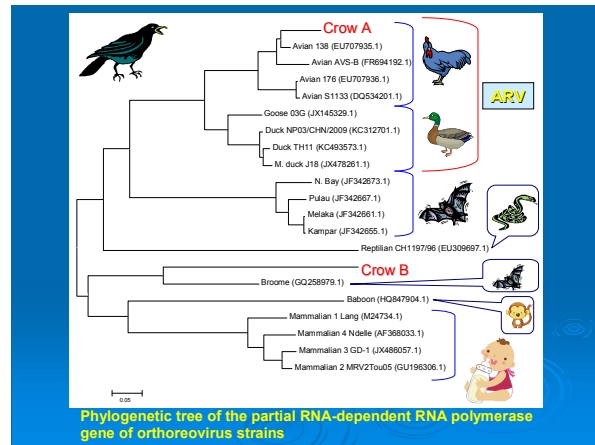 Crow A
Avian 138 (EU707935.1)
Avian AVS-B (FR694192.1)
Avian 176 (EU707936.1)
Avian S1133 (DQ534201.1)
ARV
Goose 03G (JX145329.1)
Duck NP03/CHN/2009 (KC312701.1)
Duck TH11 (KC493573.1)
M. duck J18 (JX478261.1)
N. Bay (JF342673.1)
Pulau (JF342667.1)
Melaka (JF342661.1)
Kampar (JF342655.1)
Reptilian CH1197/96 (EU309697.1)
Crow B
Broome (GQ258979.1)
Baboon (HQ847904.1)
Mammalian 1 Lang (M24734.1)
Mammalian 4 Ndelle (AF368033.1)
Mammalian 3 GD-1 (JX486057.1)
Mammalian 2 MRV2Tou05 (GU196306.1)
0.05
Phylogenetic tree of the partial RNA-dependent RNA polymerase
gene of orthoreovirus strains